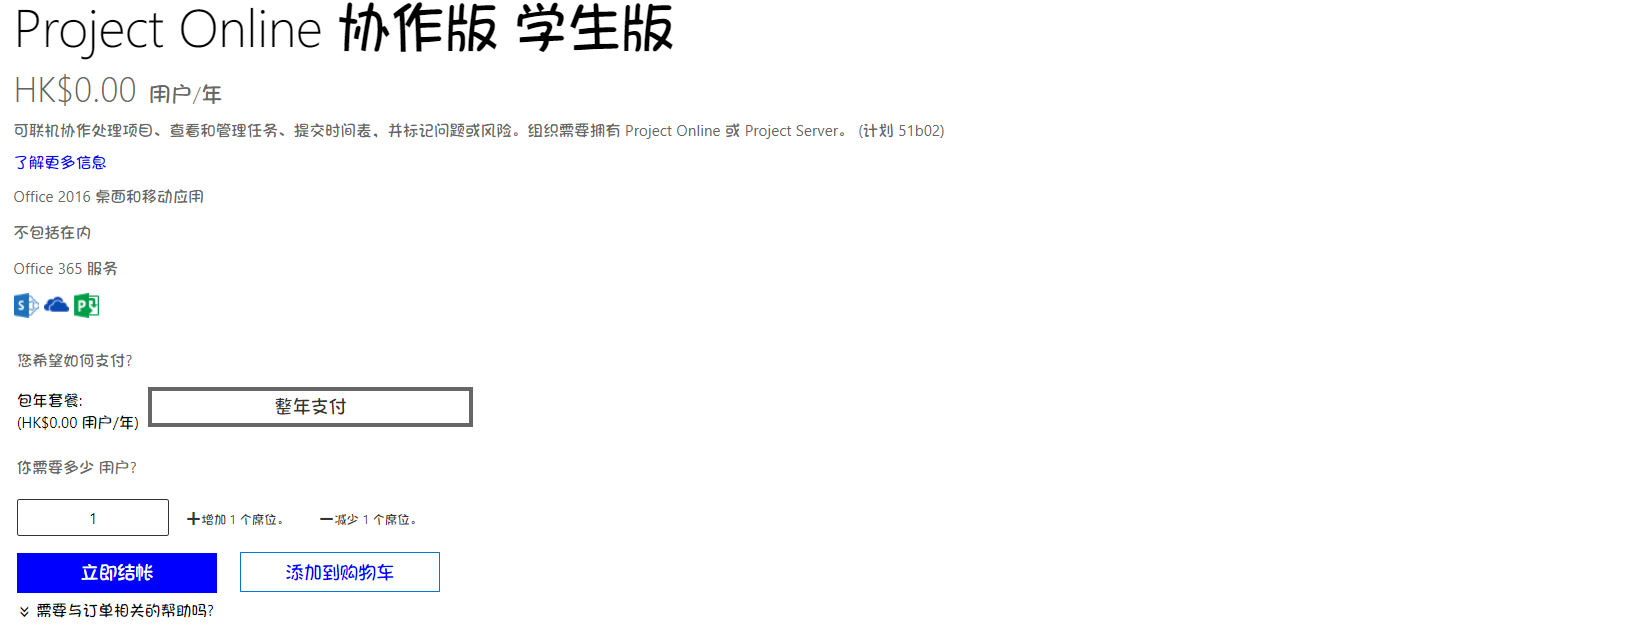 Project Online 协作版 学生版
HK$0.00 用户/年
可联机协作处理项目、查看和管理任务、提交时间表，并标记问题或风险。组织需要拥有 Project Online 或 Project Server。 (计划 51b02)
了解更多信息
Office 2016 桌面和移动应用
不包括在内
Office 365 服务
您希望如何支付?
包年套餐:
(HK$0.00 用户/年)
整年支付
你需要多少 用户?
1
增加 1 个席位。
减少 1 个席位。
立即结帐
添加到购物车
需要与订单相关的帮助吗?